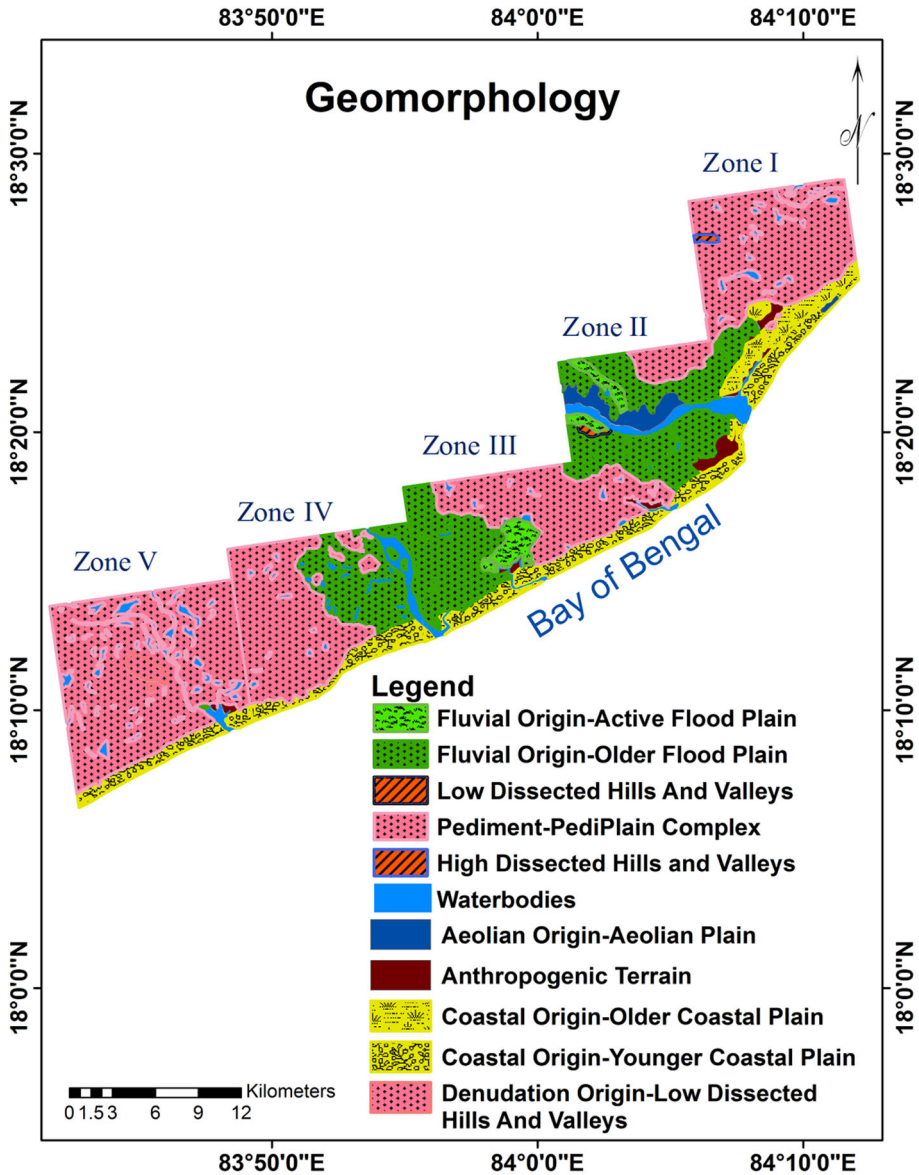 83°50'0"E 84°0'0"E 84°10'0"E
Geomorphology
N
18°30'0"N 18°30'0"N
Zone I
Zone II
18°20'0"N 18°20'0"N
Zone III
Zone IV
Zone V
Bay of Bengal
18°10'0"N 18°10'0"N
Legend
Fluvial Origin-Active Flood Plain
Fluvial Origin-Older Flood Plain
Low Dissected Hills And Valleys
Pediment-PediPlain Complex
High Dissected Hills and Valleys
Waterbodies
Aeolian Origin-Aeolian Plain
Anthropogenic Terrain
18°0'0"N 18°0'0"N
Coastal Origin-Older Coastal Plain
Coastal Origin-Younger Coastal Plain
Denudation Origin-Low Dissected
Hills And Valleys
Kilometers
0 1.5 3 6 9 12
83°50'0"E 84°0'0"E 84°10'0"E